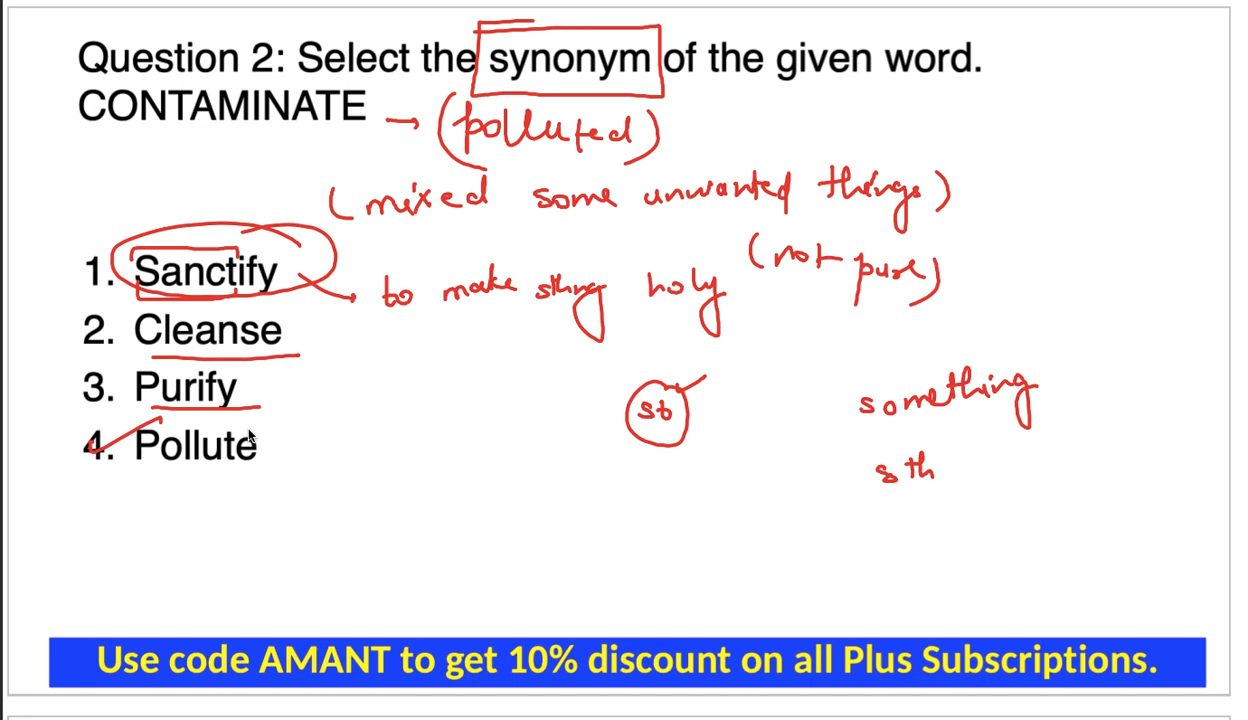 Question 2: Select the synonym of the given word.
CONTAMINATE → (polluted)
(mixed some unwanted things)
(not pure)
1. Sanctify → to make sthng holy
2. Cleanse
3. Purify
sb something
4. Pollute
sth
Use code AMANT to get 10% discount on all Plus Subscriptions.